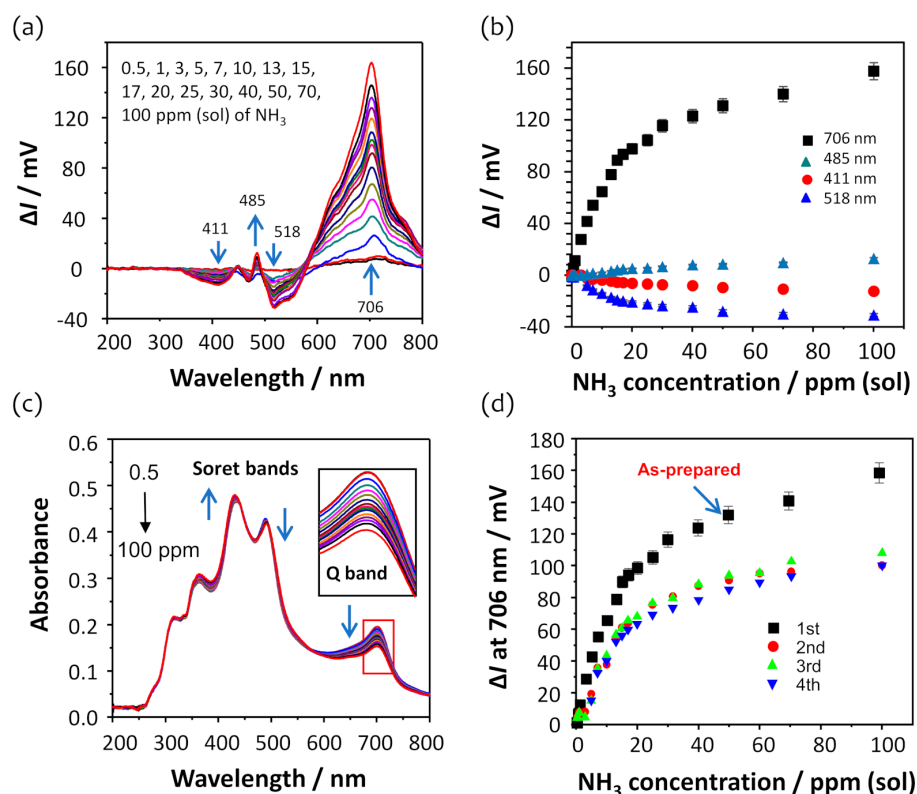 (a)
160
120
80
40
0
-40
ΔI / mV
0.5, 1, 3, 5, 7, 10, 13, 15,
17, 20, 25, 30, 40, 50, 70,
100 ppm (sol) of NH3
411
485
518
706
200 300 400 500 600 700 800
Wavelength / nm
(b)
160
120
80
40
0
-40
ΔI / mV
706 nm
485 nm
411 nm
518 nm
0 20 40 60 80 100
NH3 concentration / ppm (sol)
(c)
0.6
0.5
0.4
0.3
0.2
0.1
0.0
Absorbance
0.5
100 ppm
Soret bands
Q band
200 300 400 500 600 700 800
Wavelength / nm
(d)
180
160
140
120
100
80
60
40
20
0
ΔI at 706 nm / mV
As-prepared
1st
2nd
3rd
4th
0 20 40 60 80 100
NH3 concentration / ppm (sol)